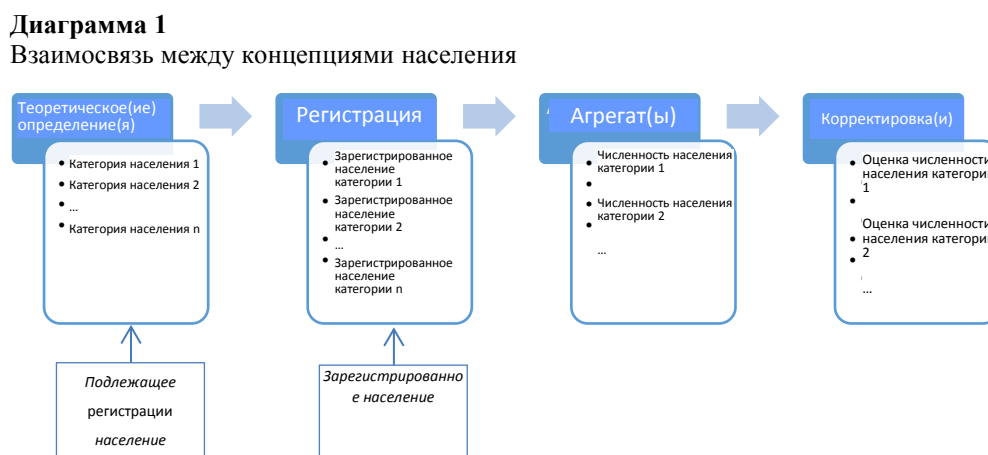 Диаграмма 1
Взаимосвязь между концепциями населения
Теоретическое(ие)
определение(я)
• Категория населения 1
• Категория населения 2
• ...
• Категория населения n
Регистрация
• Зарегистрированное
население
категории 1
• Зарегистрированное
население
категории 2
• ...
• Зарегистрированное
население
категории n
Агрегат(ы)
• Численность населения
категории 1
•
• Численность населения
категории 2
•
...
Корректировка(и)
• Оценка численности
населения категори
1
•
Оценка численности
• населения категори
2
•
...
Подлежащее
регистрации
население
Зарегистрированно
е население